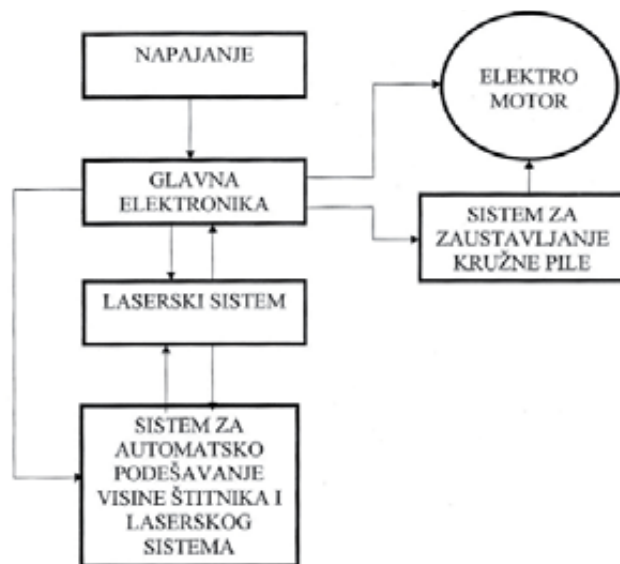 NAPAJANJE
ELEKTRO
MOTOR
GLAVNA
ELEKTRONIKA
SISTEM ZA
ZAUSTAVLJANJE
KRUŽNE PILE
LASERSKI SISTEM
SISTEM ZA
AUTOMATSKO
PODEŠAVANJE
VISINE ŠTITNIKA I
LASERSKOG
SISTEMA